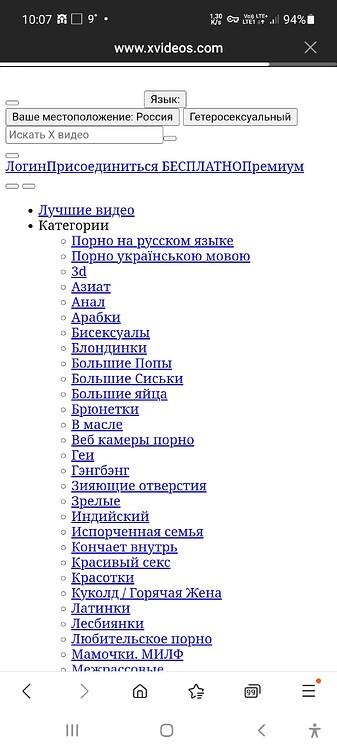 10:07 9° 1,30 K/s Vo)) LTE+ LTE1 94%
www.xvideos.com
Язык:
Ваше местоположение: Россия Гетеросексуальный
Искать X видео
ЛогинПрисоединиться БЕСПЛАТНОПремиум
Лучшие видео
Категории
Порно на русском языке
Порно українською мовою
3d
Азиат
Анал
Арабки
Бисексуалы
Блондинки
Большие Попы
Большие Сиськи
Большие яйца
Брюнетки
В масле
Веб камеры порно
Геи
Гэнгбэнг
Зияющие отверстия
Зрелые
Индийский
Испорченная семья
Кончает внутрь
Красивый секс
Красотки
Куколд / Горячая Жена
Латинки
Лесбиянки
Любительское порно
Мамочки. МИЛФ
Межрассовые
99